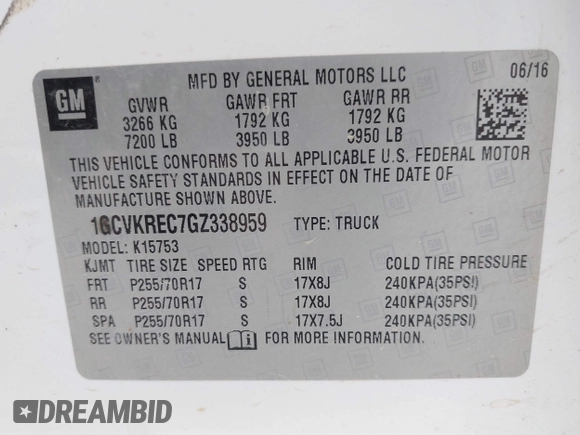 GM
MFD BY GENERAL MOTORS LLC 06/16
GVWR GAWR FRT GAWR RR
3266 KG 1792 KG 1792 KG
7200 LB 3950 LB 3950 LB
THIS VEHICLE CONFORMS TO ALL APPLICABLE U.S. FEDERAL MOTOR
VEHICLE SAFETY STANDARDS IN EFFECT ON THE DATE OF
MANUFACTURE SHOWN ABOVE.
1GCVKREC7GZ338959 TYPE: TRUCK
MODEL: K15753
KJMT TIRE SIZE SPEED RTG RIM COLD TIRE PRESSURE
FRT P255/70R17 S 17X8J 240KPA(35PSI)
RR P255/70R17 S 17X8J 240KPA(35PSI)
SPA P255/70R17 S 17X7.5J 240KPA(35PSI)
SEE OWNER'S MANUAL FOR MORE INFORMATION.
DREAMBID